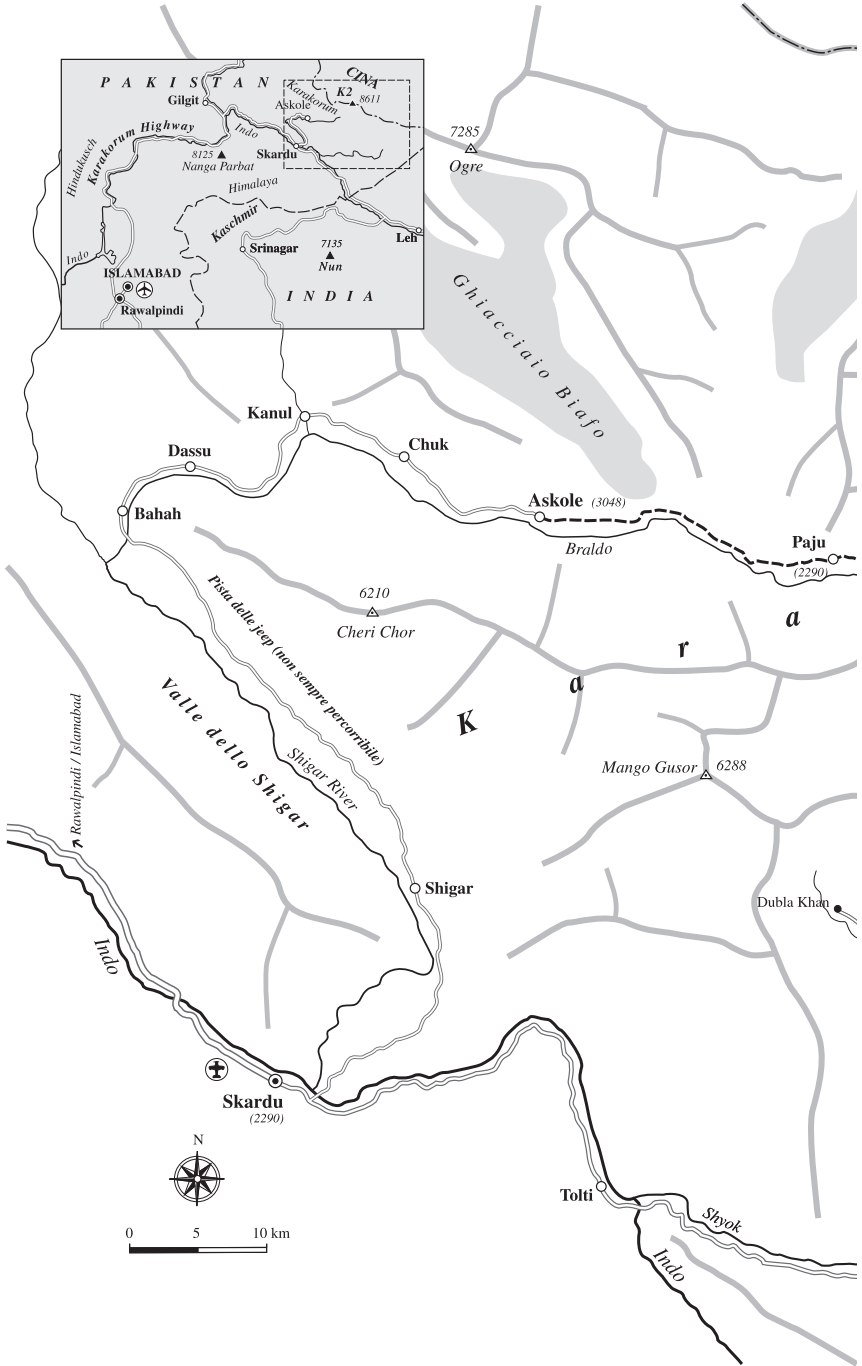 PAKISTAN
CINA
Gilgit
K2
8611
Karakorum
Askole
Karakorum Highway
Indo
Hindukusch
8125
Nanga Parbat
Skardu
Himalaya
Kaschmir
Leh
Srinagar
7135
Nun
Indo
ISLAMABAD
Rawalpindi
INDIA
7285
Ogre
Ghiacciaio Biafo
Kanul
Chuk
Dassu
Askole (3048)
Bahah
Braldo
Paju
(2290)
6210
Cheri Chor
Pista delle jeep (non sempre percorribile)
K a r a
Valle dello Shigar
Shigar River
Rawalpindi / Islamabad
Mango Gusor
6288
Shigar
Dubla Khan
Indo
Skardu
(2290)
N
0 5 10 km
Tolti
Shyok
Indo